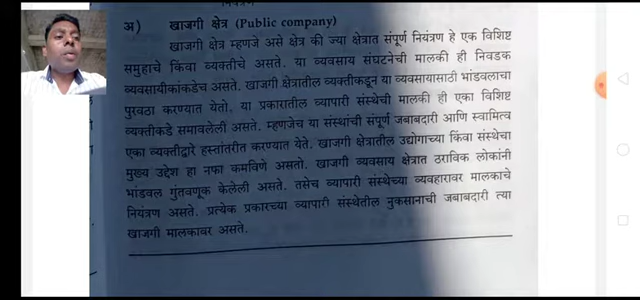 नियंत्रण
अ) खाजगी क्षेत्र (Public company)
खाजगी क्षेत्र म्हणजे असे क्षेत्र की ज्या क्षेत्रात संपूर्ण नियंत्रण हे एक विशिष्ट
समुहाचे किंवा व्यक्तीचे असते. या व्यवसाय संघटनेची मालकी ही निवडक
व्यवसायीकांकडेच असते. खाजगी क्षेत्रातील व्यक्तीकडून या व्यवसायासाठी भांडवलाचा
पुरवठा करण्यात येतो. या प्रकारातील व्यापारी संस्थेची मालकी ही एका विशिष्ट
व्यक्तीकडे समावलेली असते. म्हणजेच या संस्थांची संपूर्ण जबाबदारी आणि स्वामित्व
एका व्यक्तीद्वारे हस्तांतरीत करण्यात येते. खाजगी क्षेत्रातील उद्योगाच्या किंवा संस्थेचा
मुख्य उद्देश हा नफा कमविणे असतो. खाजगी व्यवसाय क्षेत्रात ठराविक लोकांनी
भांडवल गुंतवणूक केलेली असते. तसेच व्यापारी संस्थेच्या व्यवहारावर मालकाचे
नियंत्रण असते. प्रत्येक प्रकारच्या व्यापारी संस्थेतील नुकसानाची जबाबदारी त्या
खाजगी मालकावर असते.